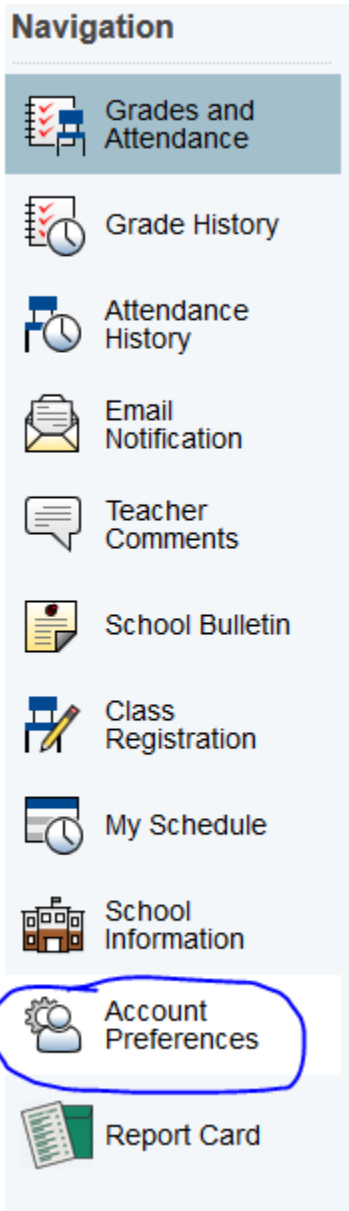 Navigation
Grades and
Attendance
Grade History
Attendance
History
Email
Notification
Teacher
Comments
School Bulletin
Class
Registration
My Schedule
School
Information
Account
Preferences
Report Card